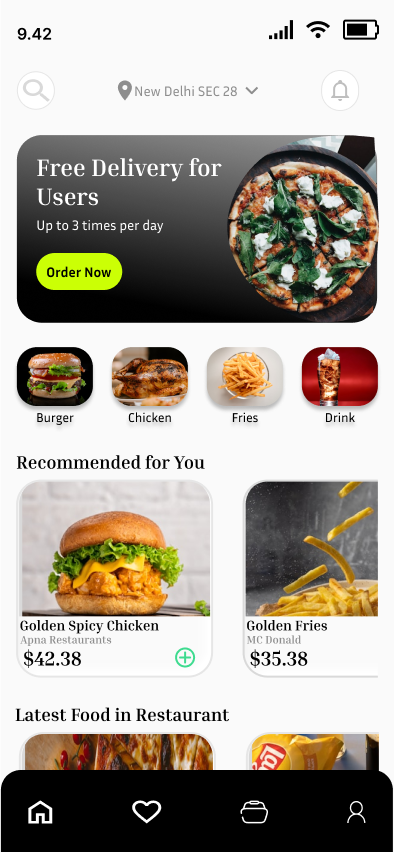 9.42
New Delhi SEC 28
Free Delivery for
Users
Up to 3 times per day
Order Now
Burger
Chicken
Fries
Drink
Recommended for You
Golden Spicy Chicken
Apna Restaurants
$42.38
Golden Fries
MC Donald
$35.38
Latest Food in Restaurant